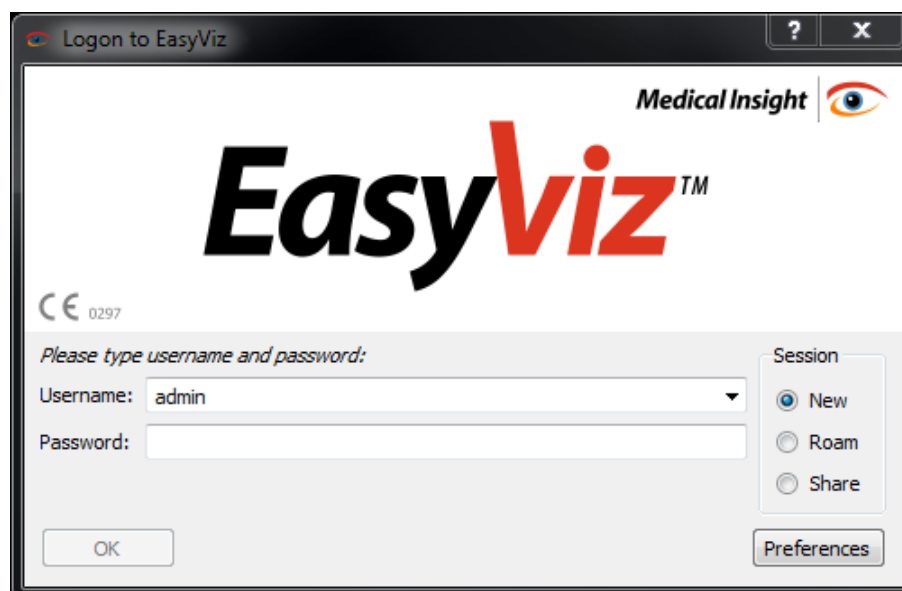 Logon to EasyViz
? x
Medical Insight
EasyViz™
CE 0297
Please type username and password:
Session
Username: admin
New
Password:
Roam
Share
OK
Preferences